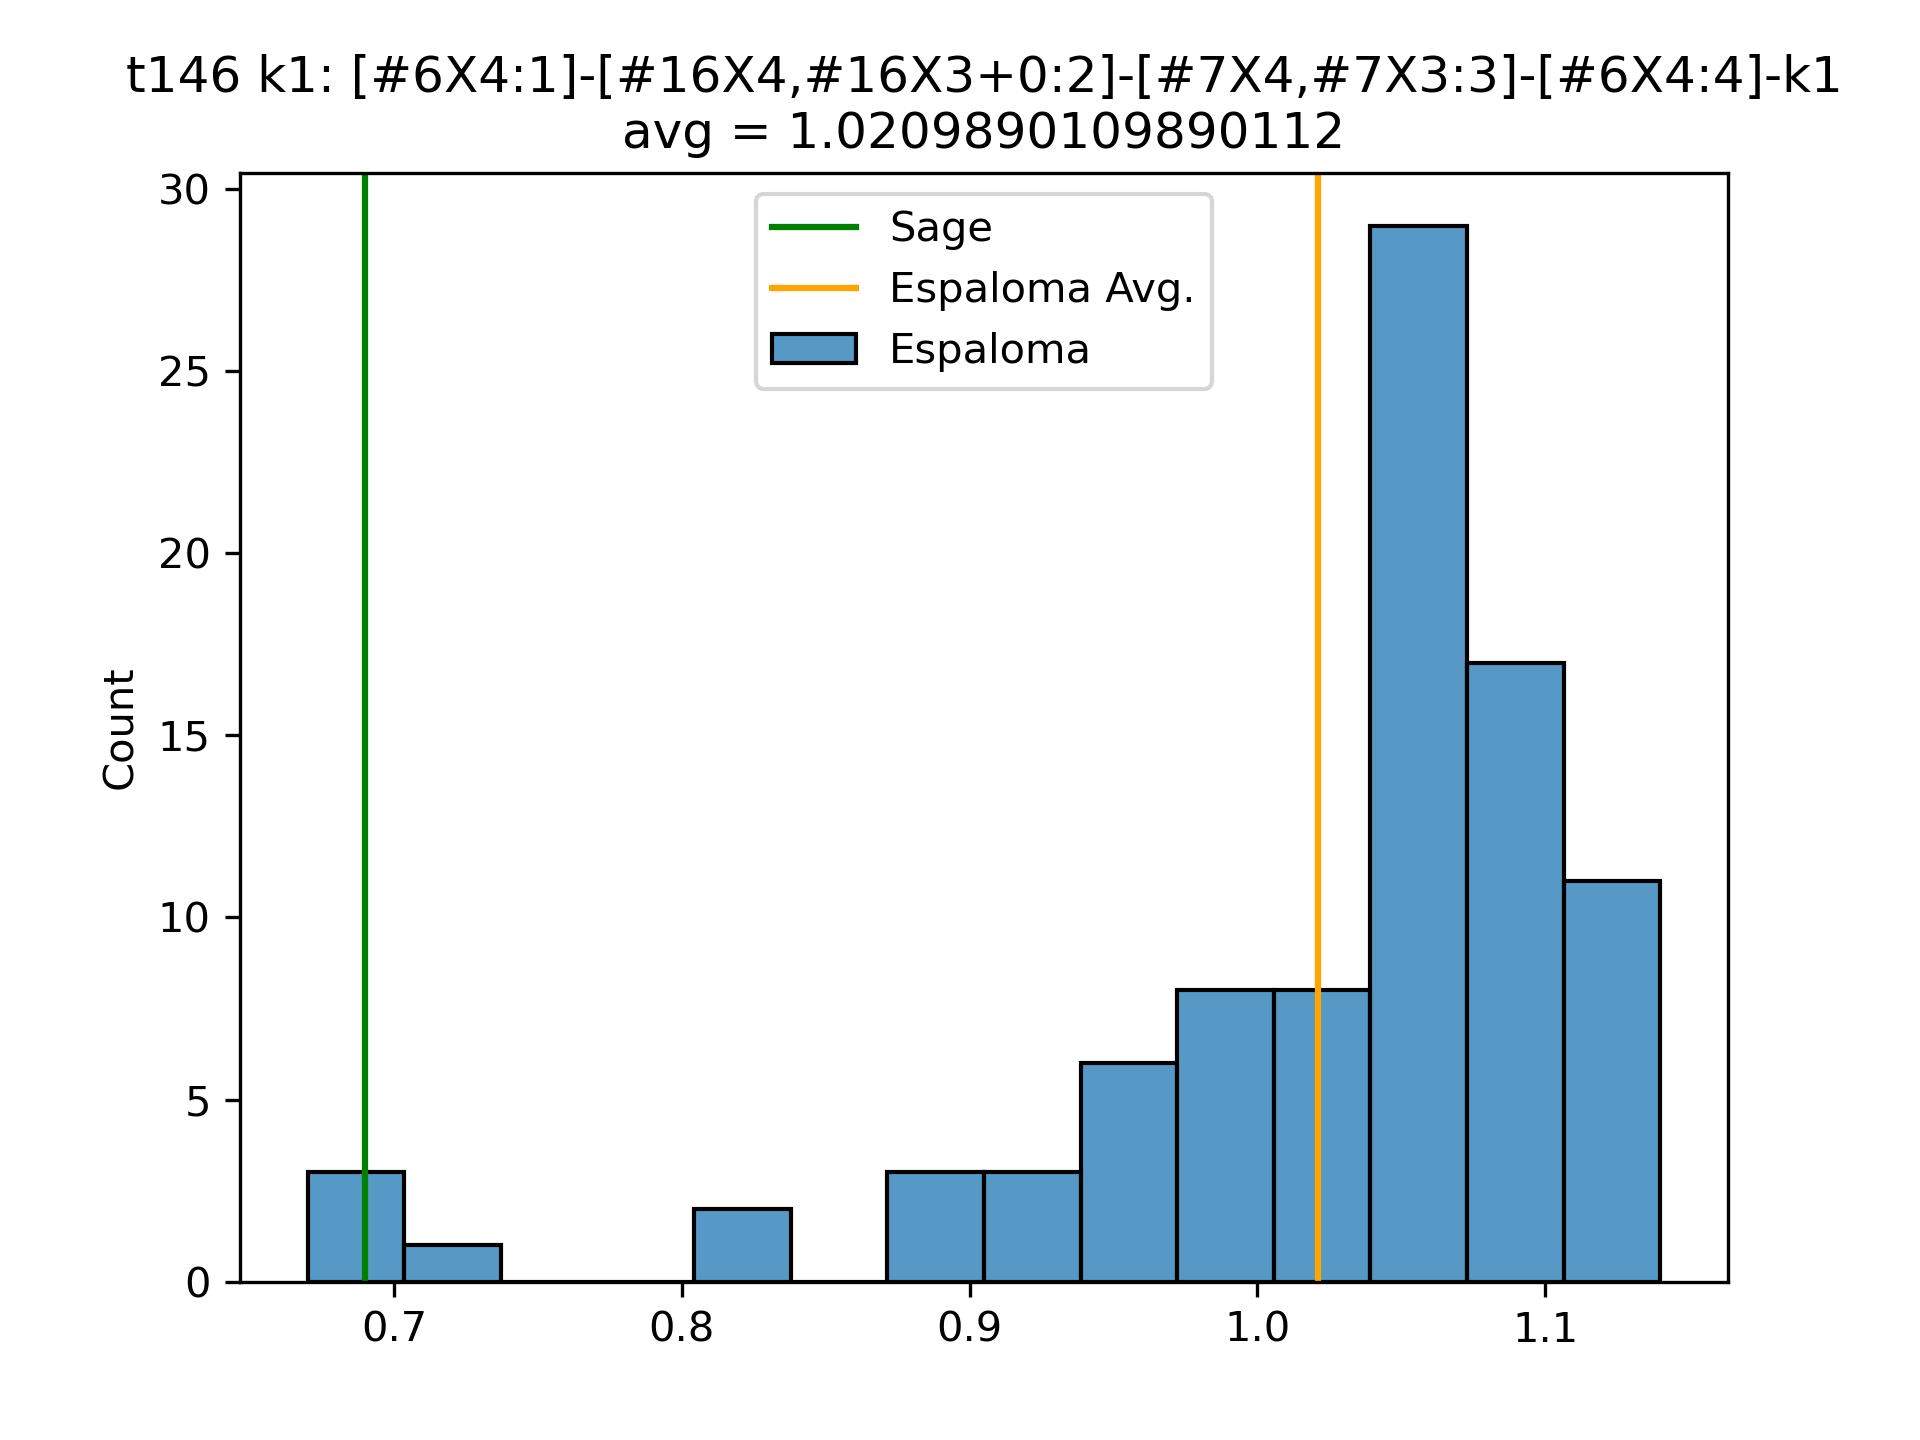 t146 k1: [#6X4:1]-[#16X4,#16X3+0:2]-[#7X4,#7X3:3]-[#6X4:4]-k1
avg = 1.0209890109890112
Sage
Espaloma Avg.
Espaloma
Count
30
25
20
15
10
5
0
0.7 0.8 0.9 1.0 1.1